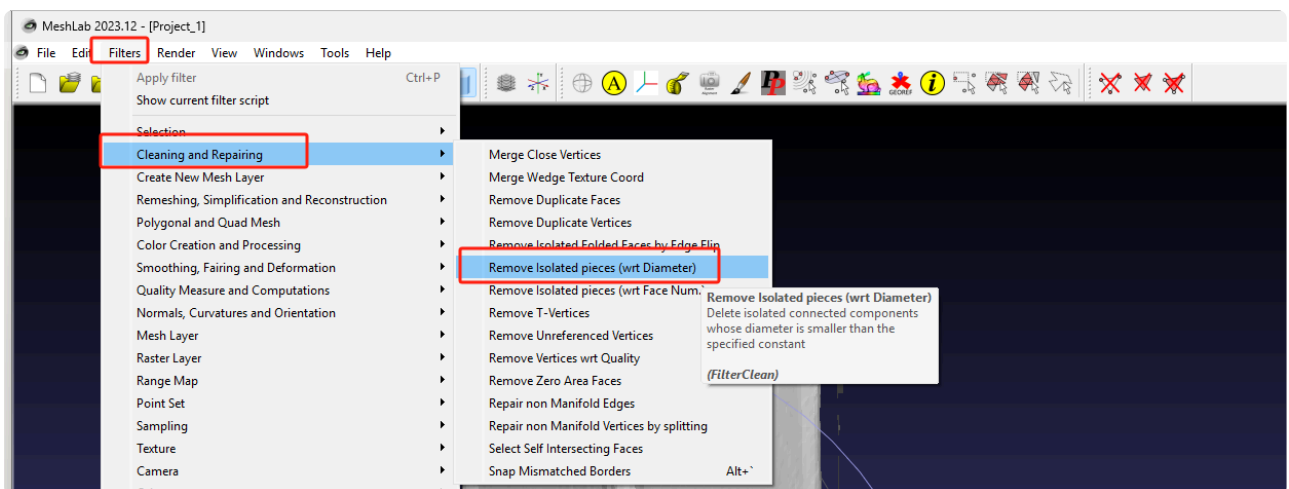 MeshLab 2023.12 - [Project_1]
File Edit Filters Render View Windows Tools Help
Apply filter Ctrl+P
Show current filter script
A
Pp
GEOREF
i
Selection
Cleaning and Repairing
Create New Mesh Layer
Remeshing, Simplification and Reconstruction
Polygonal and Quad Mesh
Color Creation and Processing
Smoothing, Fairing and Deformation
Quality Measure and Computations
Normals, Curvatures and Orientation
Mesh Layer
Raster Layer
Range Map
Point Set
Sampling
Texture
Camera
Merge Close Vertices
Merge Wedge Texture Coord
Remove Duplicate Faces
Remove Duplicate Vertices
Remove Isolated Folded Faces by Edge Flip
Remove Isolated pieces (wrt Diameter)
Remove Isolated pieces (wrt Face Num.)
Remove T-Vertices
Remove Unreferenced Vertices
Remove Vertices wrt Quality
Remove Zero Area Faces
Repair non Manifold Edges
Repair non Manifold Vertices by splitting
Select Self Intersecting Faces
Snap Mismatched Borders Alt+`
Remove Isolated pieces (wrt Diameter)
Delete isolated connected components
whose diameter is smaller than the
specified constant
(FilterClean)